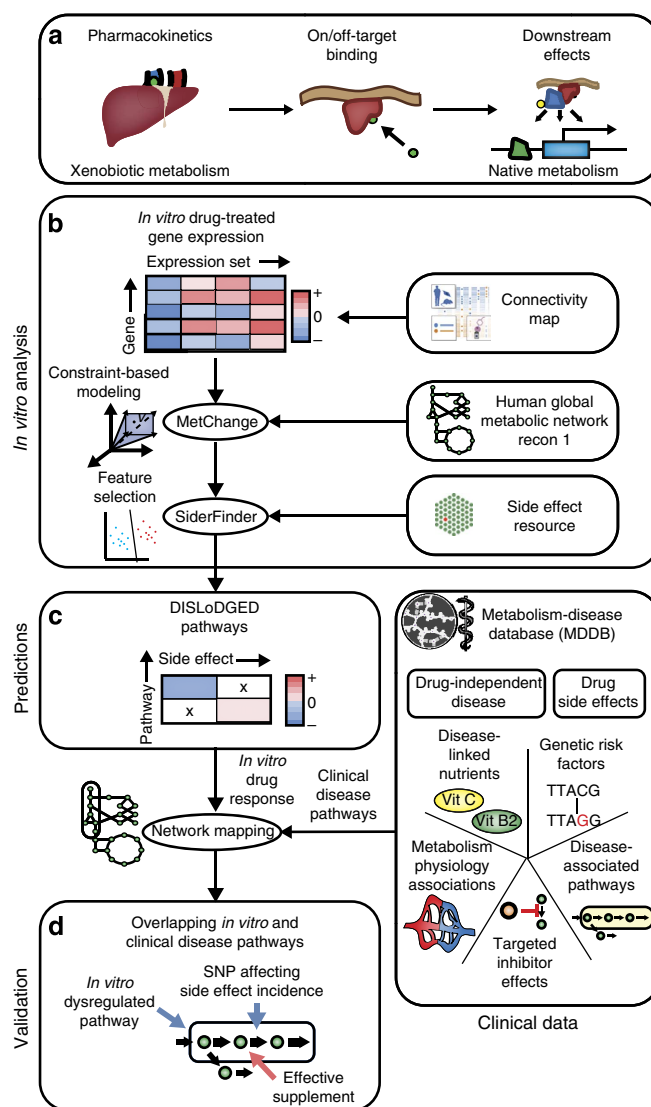 a
Pharmacokinetics
On/off-target
binding
Downstream
effects
Xenobiotic metabolism
Native metabolism
b
In vitro analysis
In vitro drug-treated
gene expression
Expression set
Gene
+
0
–
Connectivity
map
Constraint-based
modeling
MetChange
Human global
metabolic network
recon 1
Feature
selection
SiderFinder
Side effect
resource
c
Predictions
DISLoDGED
pathways
Side effect
Pathway
x
x
+
0
–
In vitro
drug
response
Clinical
disease
pathways
Network mapping
Metabolism-disease
database (MDDB)
Drug-independent
disease
Drug
side effects
Disease-
linked
nutrients
Vit C
Vit B2
Genetic risk
factors
TTACG
TTAGG
Metabolism
physiology
associations
Disease-
associated
pathways
Targeted
inhibitor
effects
Clinical data
d
Validation
Overlapping in vitro and
clinical disease pathways
In vitro
dysregulated
pathway
SNP affecting
side effect incidence
Effective
supplement